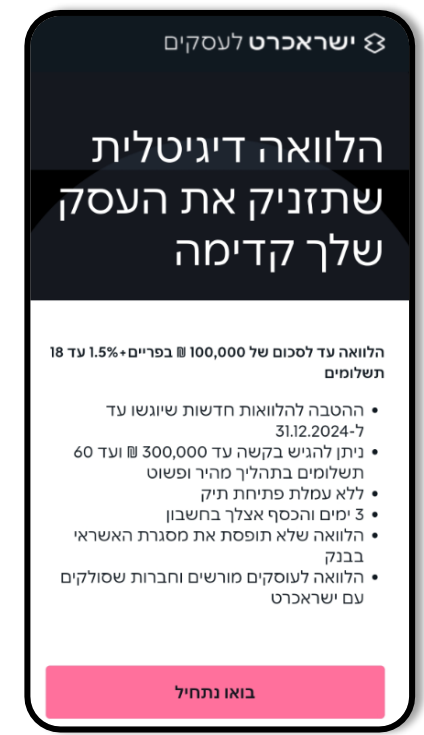 ישראכרט לעסקים
הלוואה דיגיטלית
שתזניק את העסק
שלך קדימה
הלוואה עד לסכום של 100,000 ₪ בפריים+1.5% עד 18
תשלומים
• ההטבה להלוואות חדשות שיוגשו עד
ל-31.12.2024
• ניתן להגיש בקשה עד 300,000 ₪ ועד 60
תשלומים בתהליך מהיר ופשוט
• ללא עמלת פתיחת תיק
• 3 ימים והכסף אצלך בחשבון
• הלוואה שלא תופסת את מסגרת האשראי
בבנק
• הלוואה לעוסקים מורשים וחברות שסולקים
עם ישראכרט
בואו נתחיל